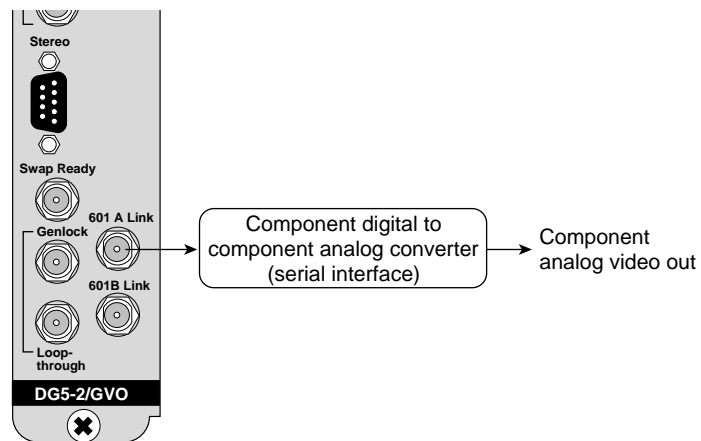 Stereo
Swap Ready
601 A Link
Genlock
601B Link
Loop-
through
DG5-2/GVO
Component digital to
component analog converter
(serial interface)
Component
analog video out